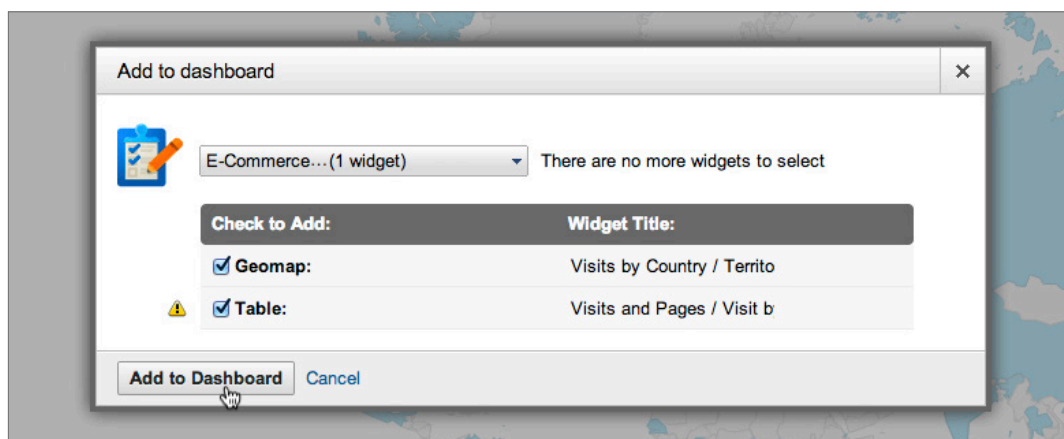 Add to dashboard
E-Commerce...(1 widget) There are no more widgets to select
Check to Add: Widget Title:
Geomap: Visits by Country / Territo
Table: Visits and Pages / Visit b
Add to Dashboard Cancel